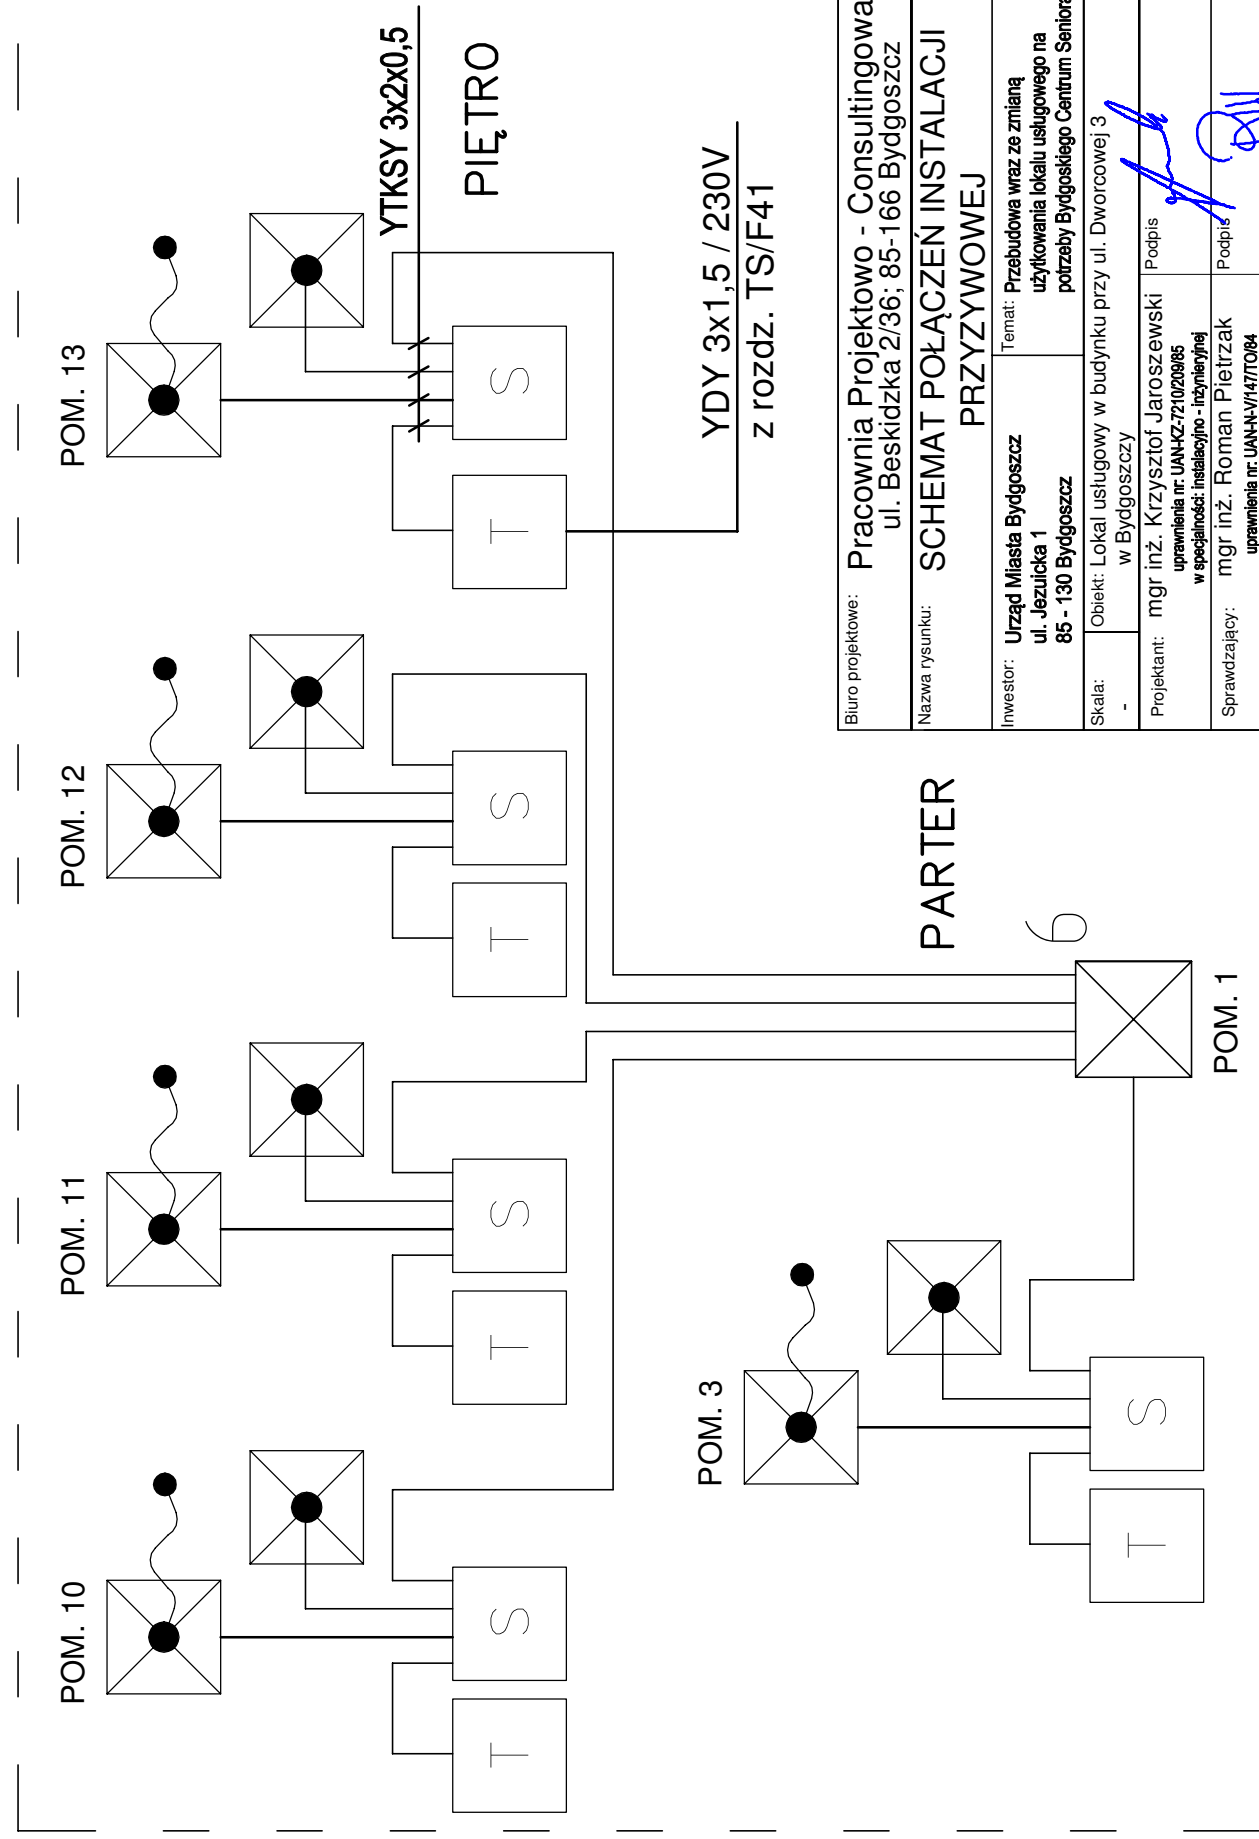 POM. 10
POM. 11
POM. 12
POM. 13
YTKSY 3x2x0,5
PIĘTRO
T
S
T
S
T
S
T
S
YDY 3x1,5 / 230V
z rozdz. TS/F41
POM. 3
T
S
PARTER
6
POM. 1
Biuro projektowe: Pracownia Projektowo - Consultingowa
ul. Beskidzka 2/36; 85-166 Bydgoszcz
Nazwa rysunku: SCHEMAT POŁĄCZEŃ INSTALACJI
PRZYZYWOWEJ
Inwestor: Urząd Miasta Bydgoszcz
ul. Jezuicka 1
85 - 130 Bydgoszcz
Temat: Przebudowa wraz ze zmianą
użytkowania lokalu usługowego na
potrzeby Bydgoskiego Centrum Seniora
Skala:
-
Obiekt: Lokal usługowy w budynku przy ul. Dworcowej 3
w Bydgoszczy
Projektant: mgr inż. Krzysztof Jaroszewski
uprawnienia nr: UAN-KZ-7210/209/85
w specjalności: instalacyjno - inżynieryjnej
Podpis
Sprawdzający: mgr inż. Roman Pietrzak
uprawnienia nr: UAN-N-V/147/TO/84
Podpis